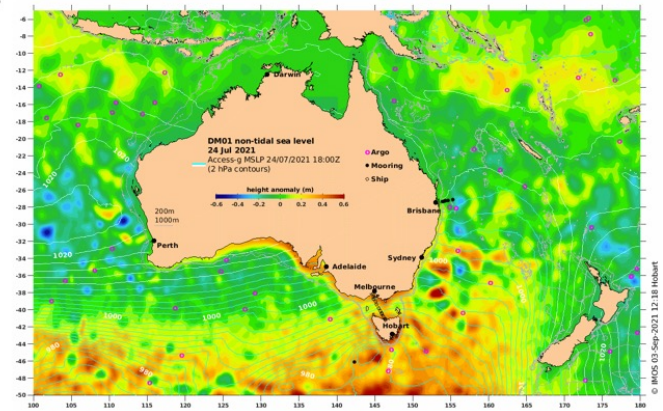 -6
-8
-10
-12
-14
-16
-18
-20
-22
-24
-26
-28
-30
-32
-34
-36
-38
-40
-42
-44
-46
-48
-50
Darwin
DM01 non-tidal sea level
24 Jul 2021
Access-g MSLP 24/07/2021 18:00Z
(2 hPa contours)
Argo
Mooring
Ship
height anomaly (m)
-0.6 -0.4 -0.2 0.0 0.2 0.4 0.6
200m
1000m
Brisbane
Perth
Sydney
Adelaide
Melbourne
Hobart
1020
1020
1020
1000
1000
1000
980
980
980
1020
100 105 110 115 120 125 130 135 140 145 150 155 160 165 170 175 180
© IMOS 03-Sep-2021 12:18 Hobart